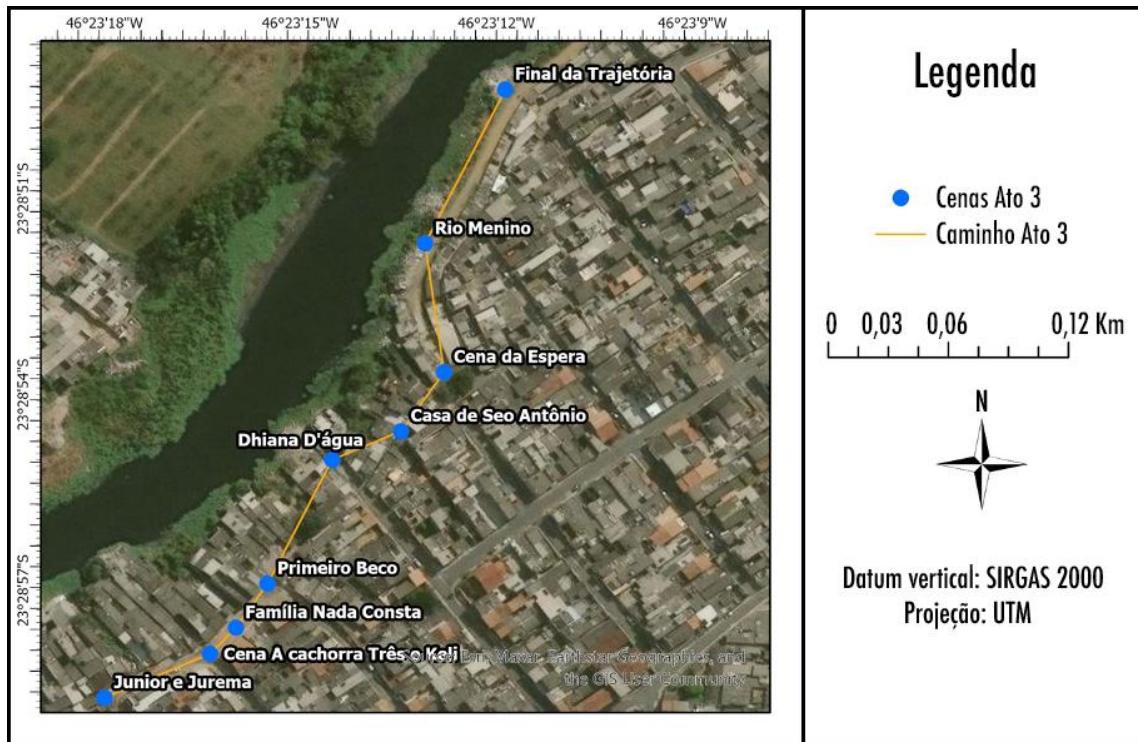 46°23'18"W 46°23'15"W 46°23'12"W 46°23'9"W
23°28'51"S
23°28'54"S
23°28'57"S
Final da Trajetória
Rio Menino
Cena da Espera
Casa de Seo Antônio
Dhiana D'água
Primeiro Beco
Família Nada Consta
Cena A cachorra Três e Keli
Junior e Jurema
Source: Esri, Maxar, Earthstar Geographics, and
the GIS User Community
Legenda
Cenas Ato 3
Caminho Ato 3
0 0,03 0,06 0,12 Km
N
Datum vertical: SIRGAS 2000
Projeção: UTM